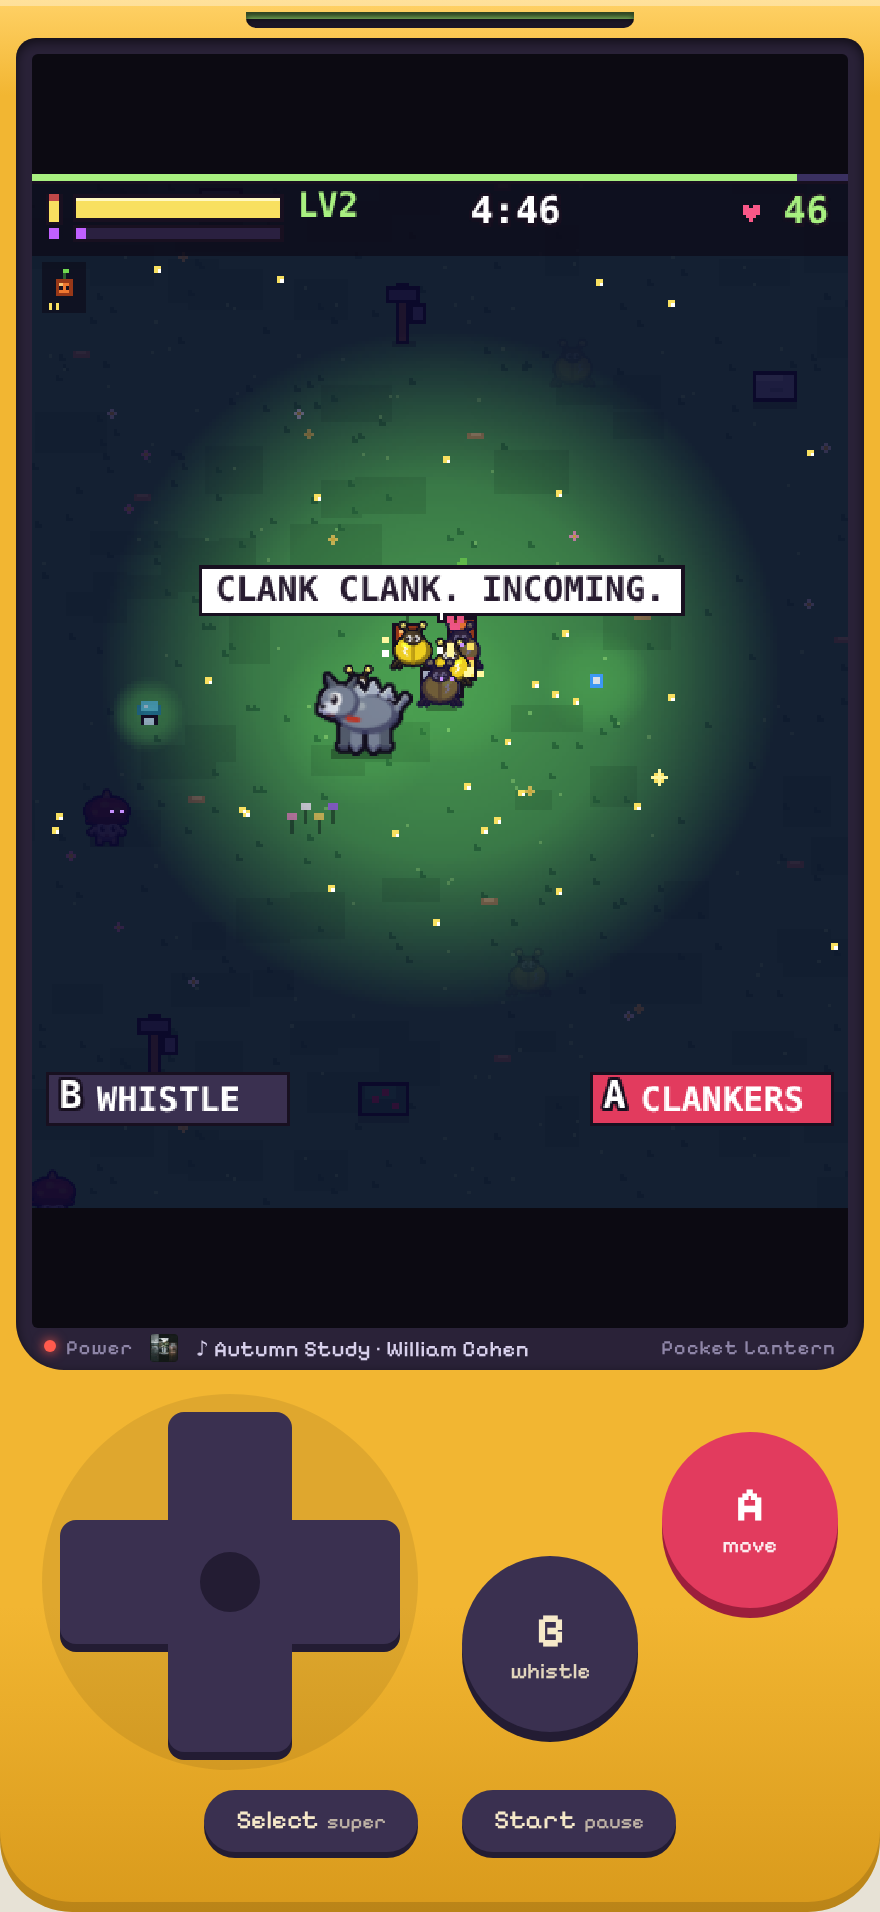 LV2 4:46 46
CLANK CLANK. INCOMING.
B WHISTLE
A CLANKERS
Power ♪ Autumn Study · William Cohen Pocket Lantern
A
move
B
whistle
Select super
Start pause